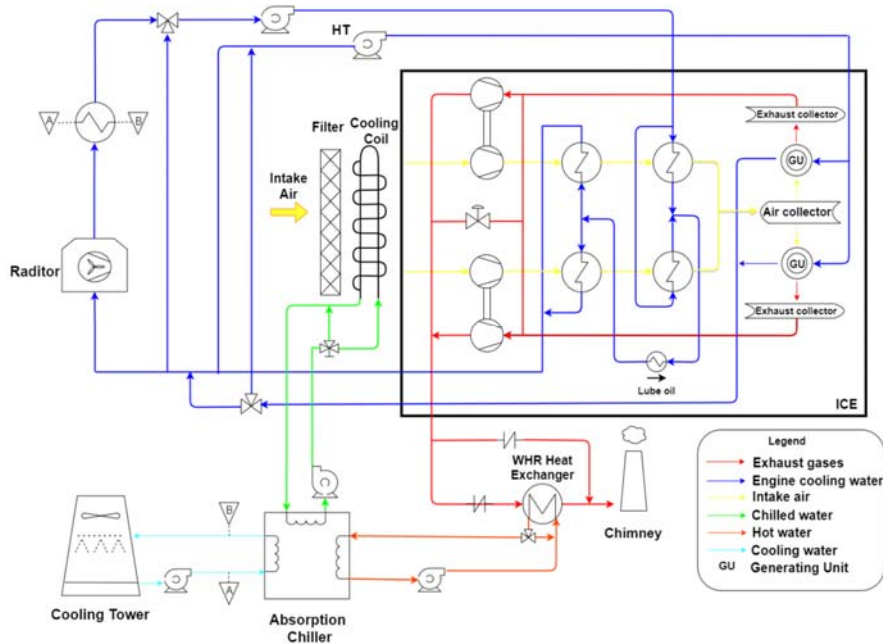 HT
A
B
Filter
Cooling
Coil
Intake
Air
Raditor
Exhaust collector
GU
Air collector
GU
Exhaust collector
Lube oil
ICE
WHR Heat
Exchanger
Chimney
B
A
Cooling Tower
Absorption
Chiller
Legend
Exhaust gases
Engine cooling water
Intake air
Chilled water
Hot water
Cooling water
GU Generating Unit